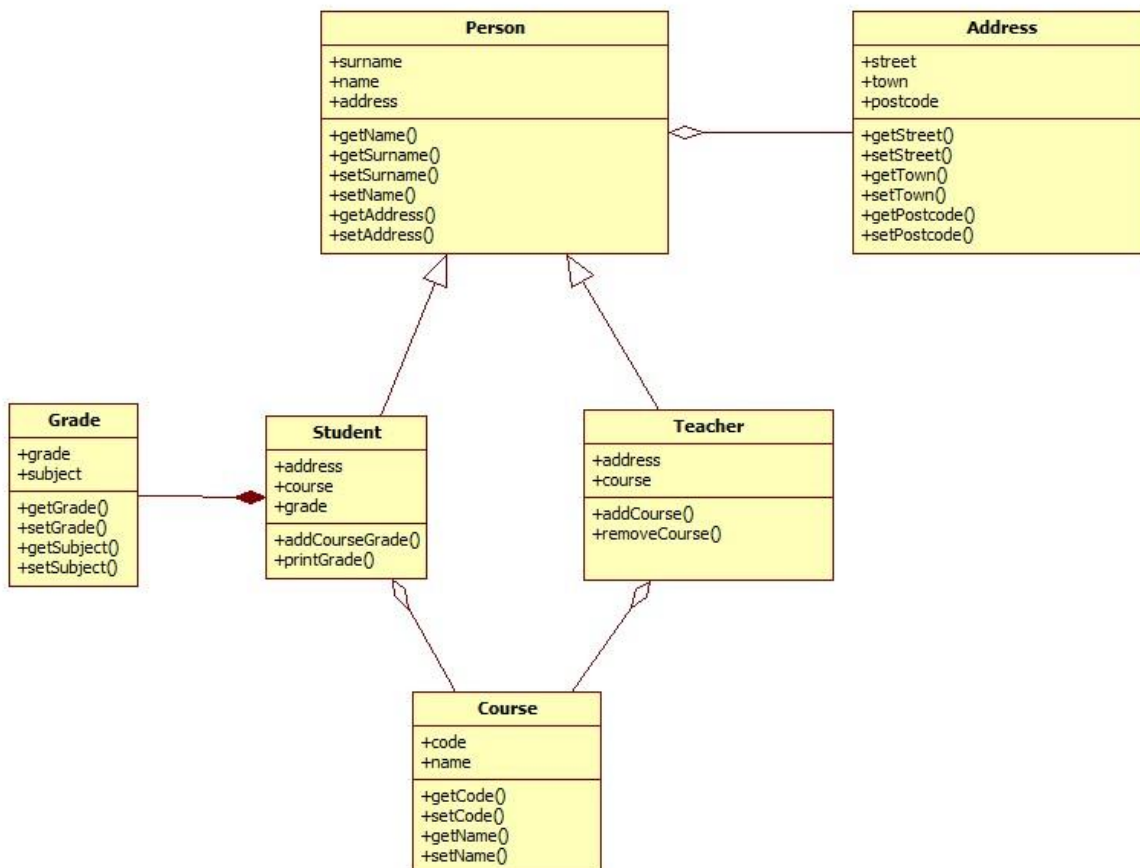 Person
+surname
+name
+address
+getName()
+getSurname()
+setSurname()
+setName()
+getAddress()
+setAddress()
Address
+street
+town
+postcode
+getStreet()
+setStreet()
+getTown()
+setTown()
+getPostcode()
+setPostcode()
Grade
+grade
+subject
+getGrade()
+setGrade()
+getSubject()
+setSubject()
Student
+address
+course
+grade
+addCourseGrade()
+printGrade()
Teacher
+address
+course
+addCourse()
+removeCourse()
Course
+code
+name
+getCode()
+setCode()
+getName()
+setName()